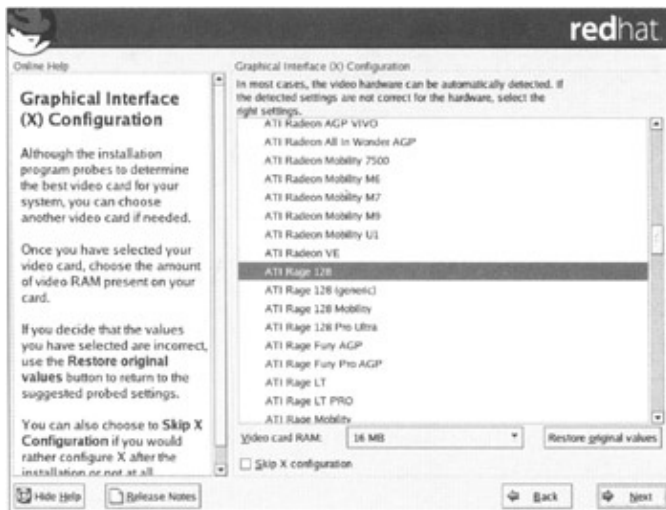 redhat.
Online Help
Graphical Interface
(X) Configuration
Although the installation
program probes to determine
the best video card for your
system, you can choose
another video card if needed.
Once you have selected your
video card, choose the amount
of video RAM present on your
card.
If you decide that the values
you have selected are incorrect,
use the Restore original
values button to return to the
suggested probed settings.
You can also choose to Skip X
Configuration if you would
rather configure X after the
installation or not at all.
Graphical Interface (X) Configuration
In most cases, the video hardware can be automatically detected. If
the detected settings are not correct for the hardware, select the
right settings.
ATI Radeon AGP VIVO
ATI Radeon All in Wonder AGP
ATI Radeon Mobility 7500
ATI Radeon Mobility M6
ATI Radeon Mobility M7
ATI Radeon Mobility M9
ATI Radeon Mobility U1
ATI Radeon VE
ATI Rage 128
ATI Rage 128 (generic)
ATI Rage 128 Mobility
ATI Rage 128 Pro Ultra
ATI Rage Fury AGP
ATI Rage Fury Pro AGP
ATI Rage LT
ATI Rage LT PRO
ATI Rage Mobility
Video card RAM: 16 MB Restore original values
Skip X configuration
Hide Help Release Notes Back Next